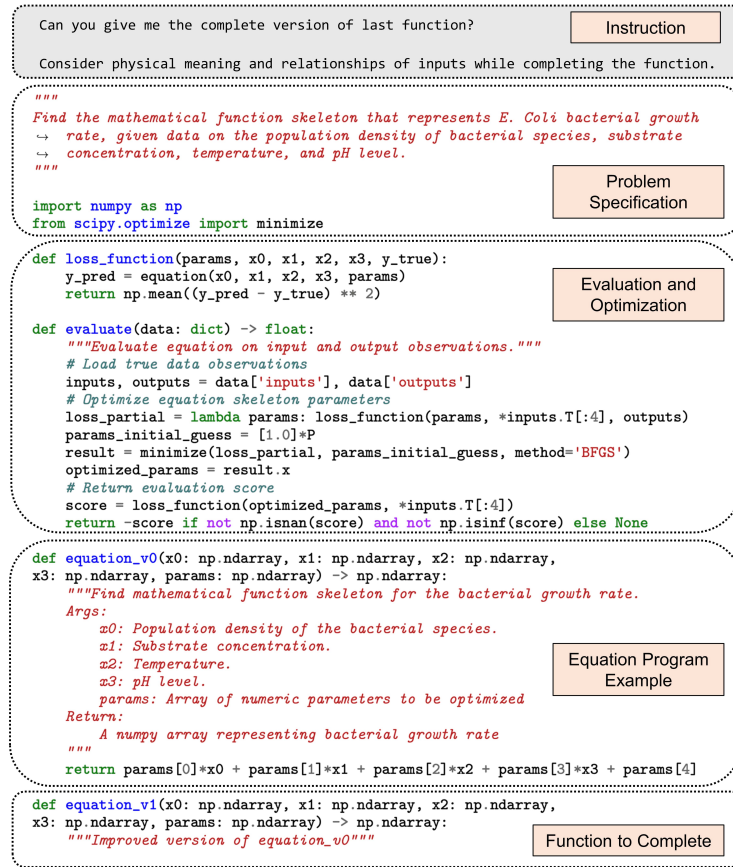 Can you give me the complete version of last function?
Instruction
Consider physical meaning and relationships of inputs while completing the function.
"""
Find the mathematical function skeleton that represents E. Coli bacterial growth
↪ rate, given data on the population density of bacterial species, substrate
↪ concentration, temperature, and pH level.
"""
Problem
Specification
import numpy as np
from scipy.optimize import minimize
def loss_function(params, x0, x1, x2, x3, y_true):
    y_pred = equation(x0, x1, x2, x3, params)
    return np.mean((y_pred - y_true) ** 2)
Evaluation and
Optimization
def evaluate(data: dict) -> float:
    """Evaluate equation on input and output observations."""
    # Load true data observations
    inputs, outputs = data['inputs'], data['outputs']
    # Optimize equation skeleton parameters
    loss_partial = lambda params: loss_function(params, *inputs.T[:4], outputs)
    params_initial_guess = [1.0]*P
    result = minimize(loss_partial, params_initial_guess, method='BFGS')
    optimized_params = result.x
    # Return evaluation score
    score = loss_function(optimized_params, *inputs.T[:4])
    return -score if not np.isnan(score) and not np.isinf(score) else None
def equation_v0(x0: np.ndarray, x1: np.ndarray, x2: np.ndarray,
x3: np.ndarray, params: np.ndarray) -> np.ndarray:
    """Find mathematical function skeleton for the bacterial growth rate.
    Args:
        x0: Population density of the bacterial species.
        x1: Substrate concentration.
        x2: Temperature.
        x3: pH level.
        params: Array of numeric parameters to be optimized
    Return:
        A numpy array representing bacterial growth rate
    """
Equation Program
Example
    return params[0]*x0 + params[1]*x1 + params[2]*x2 + params[3]*x3 + params[4]
def equation_v1(x0: np.ndarray, x1: np.ndarray, x2: np.ndarray,
x3: np.ndarray, params: np.ndarray) -> np.ndarray:
    """Improved version of equation_v0"""
Function to Complete